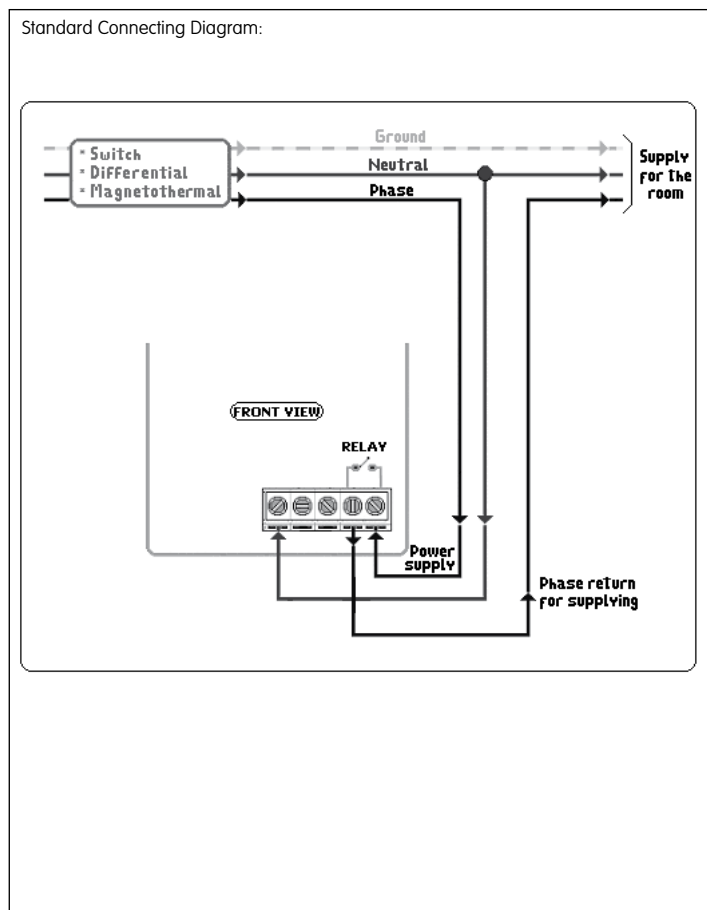 Standard Connecting Diagram:
Ground
* Switch
* Differential
* Magnetothermal
Neutral
Phase
Supply
for the
room
FRONT VIEW
RELAY
Power
supply
Phase return
for supplying